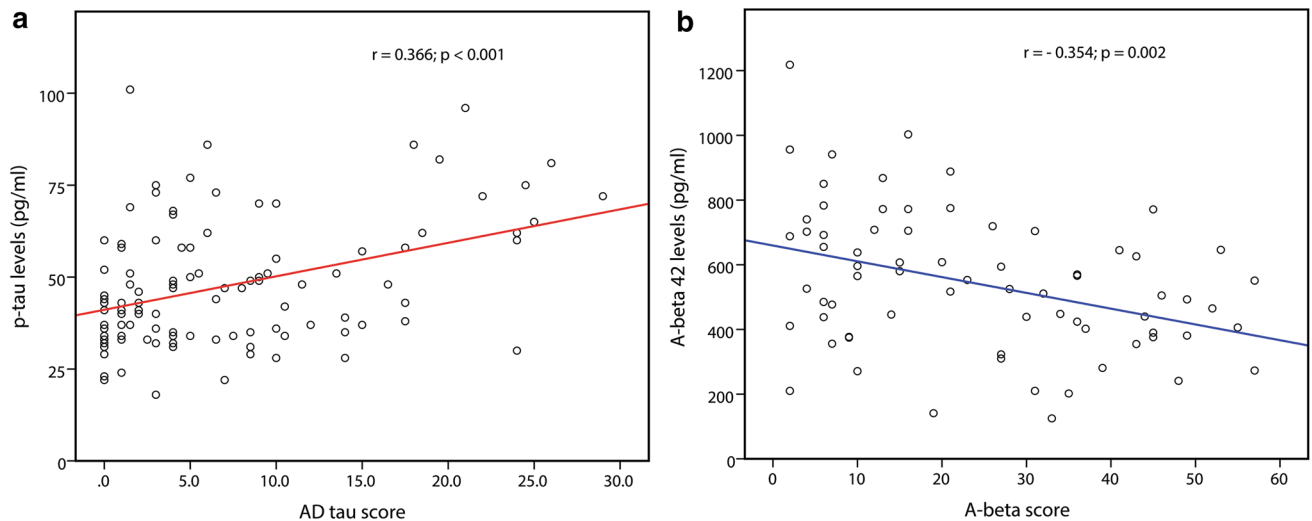 a
r = 0.366; p < 0.001
p-tau levels (pg/ml)
100
75
50
25
0
.0 5.0 10.0 15.0 20.0 25.0 30.0
AD tau score
b
r = - 0.354; p = 0.002
A-beta 42 levels (pg/ml)
1200
1000
800
600
400
200
0
0 10 20 30 40 50 60
A-beta score